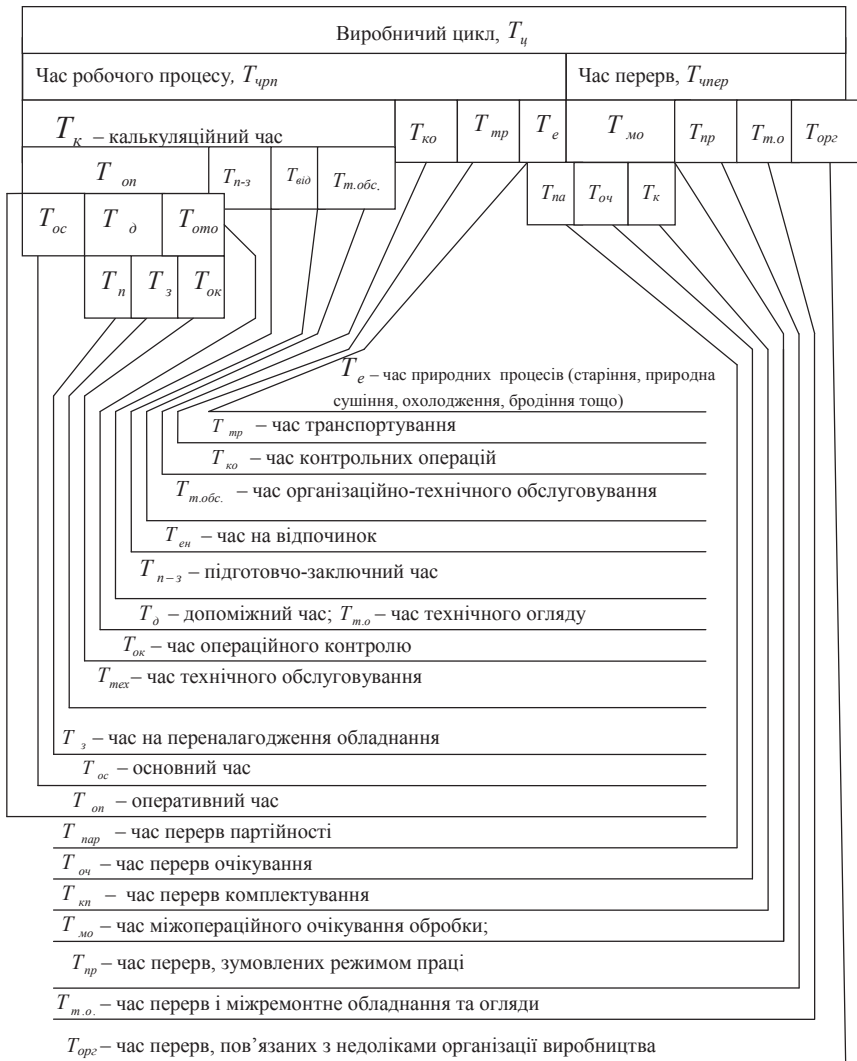 Виробничий цикл, Tц
Час робочого процесу, Tчрп
Час перерв, Tчпер
Tк – калькуляційний час
Tко
Tтр
Tе
Tмо
Tпр
Tт.о
Tорг
Tоп
Tп-з
Tвід
Tт.обс.
Tпа
Tоч
Tк
Tос
Tд
Tото
Tп
Tз
Tок
Tе – час природних процесів (старіння, природна
сушіння, охолодження, бродіння тощо)
Tтр – час транспортування
Tко – час контрольних операцій
Tт.обс. – час організаційно-технічного обслуговування
Tен – час на відпочинок
Tп–з – підготовчо-заключний час
Tд – допоміжний час; Tт.о – час технічного огляду
Tок – час операційного контролю
Tтех – час технічного обслуговування
Tз – час на переналагодження обладнання
Tос – основний час
Tоп – оперативний час
Tпар – час перерв партійності
Tоч – час перерв очікування
Tкп – час перерв комплектування
Tмо – час міжопераційного очікування обробки;
Tпр – час перерв, зумовлених режимом праці
Tт.о. – час перерв і міжремонтне обладнання та огляди
Tорг – час перерв, пов’язаних з недоліками організації виробництва